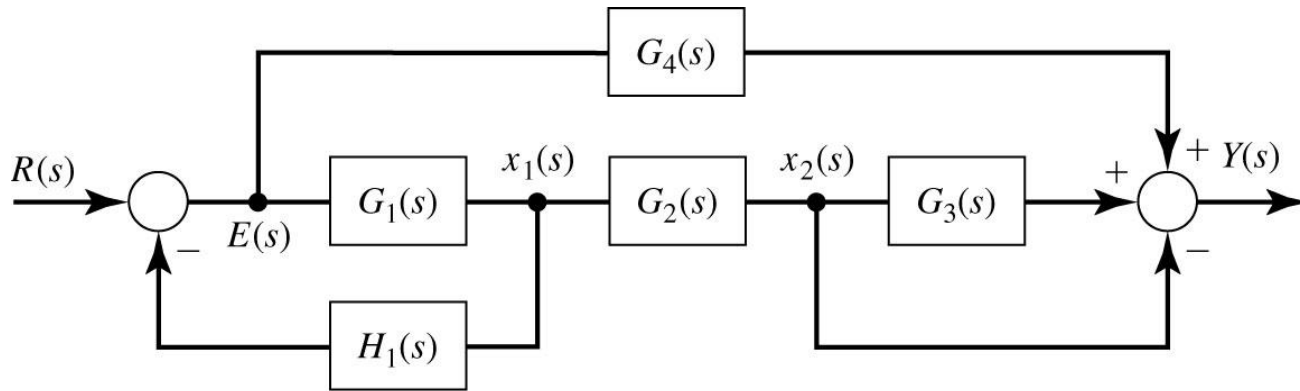 G₄(s)
R(s)
E(s)
G₁(s)
x₁(s)
G₂(s)
x₂(s)
G₃(s)
+
+
Y(s)
−
−
H₁(s)